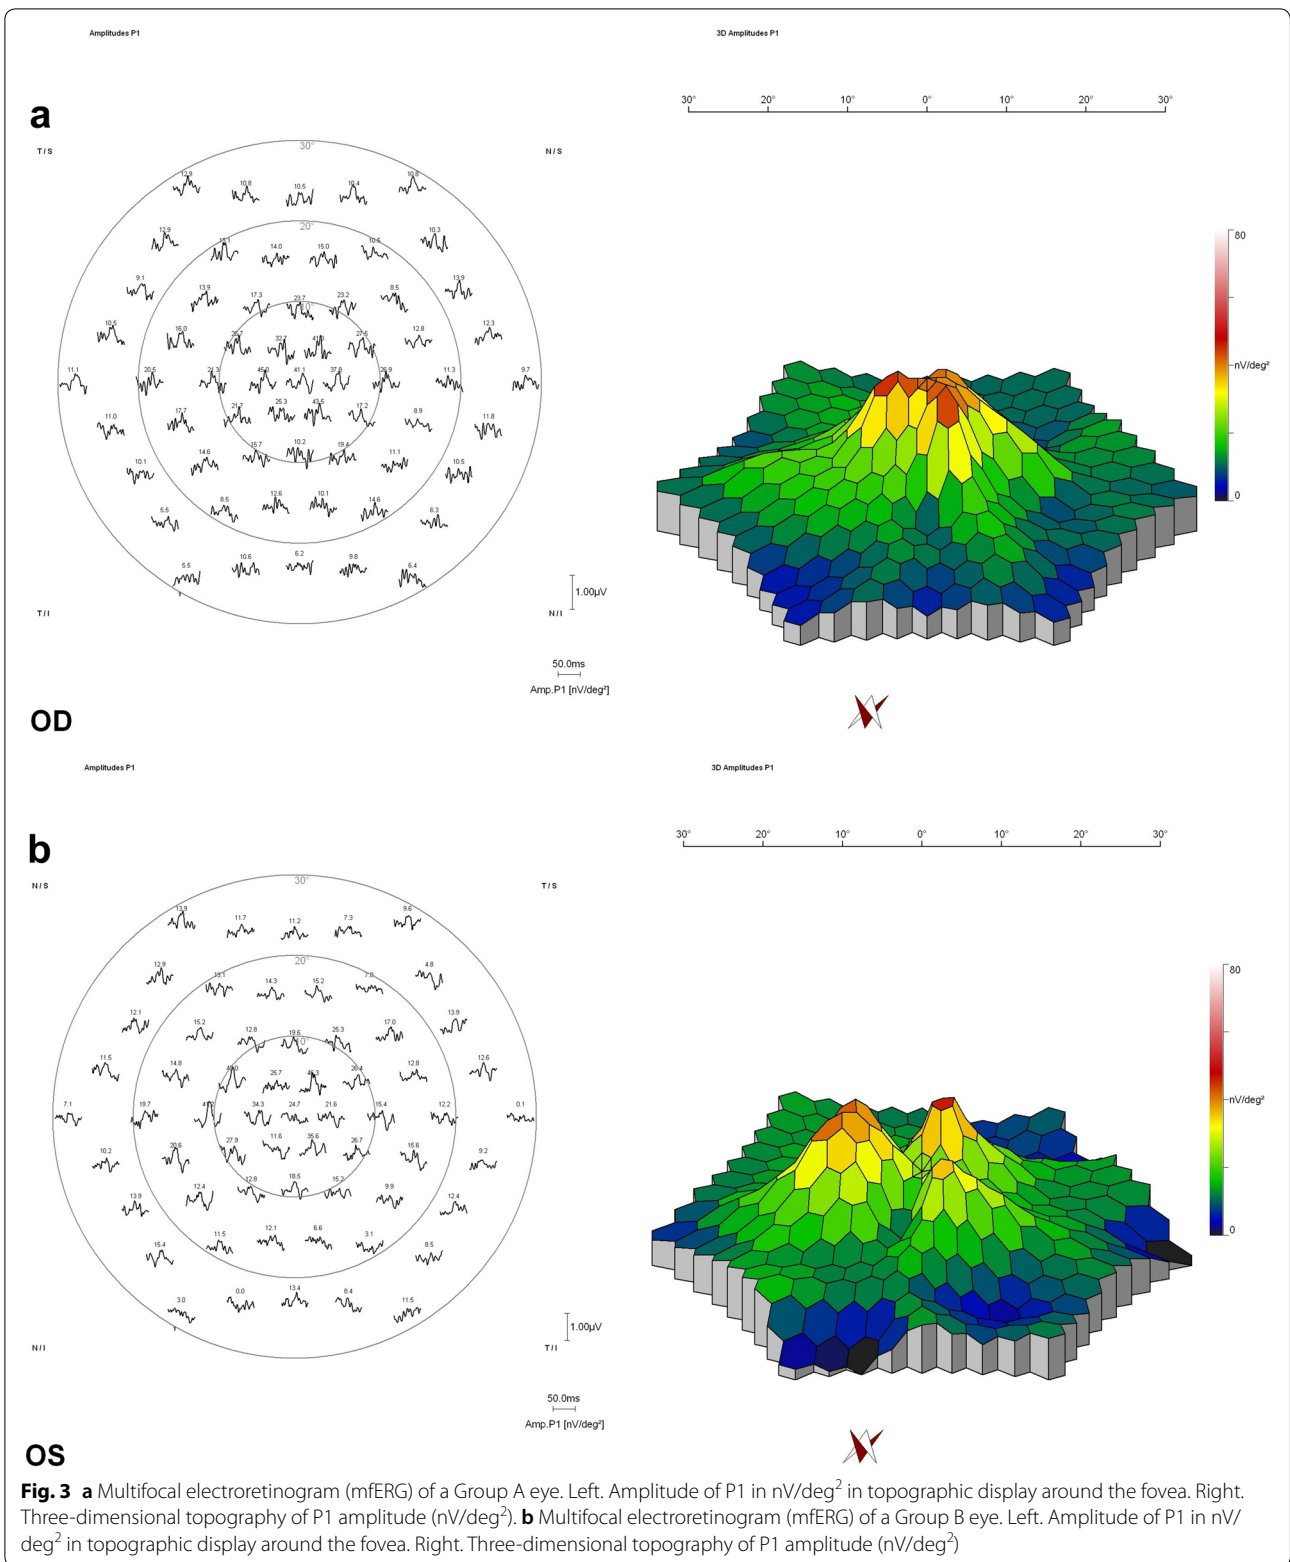 Amplitudes P1
3D Amplitudes P1
30° 20° 10° 0° 10° 20° 30°
a
T / S
N / S
30°
12.9 10.8 10.5 10.4 10.8
20°
12.9 14.0 15.0 10.3
9.1 13.9 17.3 23.7 23.2 8.5 13.9
10.5 16.0 27.5 12.8 12.3
11.1 20.5 41.1 37.8 11.3 9.7
11.0 17.7 25.3 43.5 17.2 8.9 11.8
10.1 14.6 15.7 10.2 19.4 11.1 10.5
5.5 8.5 12.6 10.1 14.6 6.3
5.5 10.6 6.2 9.8 6.4
80
nV/deg²
0
1.00µV
T / I
N / I
50.0ms
Amp.P1 [nV/deg²]
OD
Amplitudes P1
3D Amplitudes P1
30° 20° 10° 0° 10° 20° 30°
b
N / S
T / S
30°
13.9 11.7 11.2 7.3 9.6
20°
12.9 13.1 14.3 15.2 4.8
12.1 15.2 12.8 19.6 25.3 17.0 13.9
11.5 14.8 25.7 26.4 12.8 12.6
7.1 19.7 34.3 24.7 21.6 15.4 12.2 0.1
10.2 20.6 27.9 11.6 35.6 26.7 15.6 9.2
13.9 12.4 12.8 18.5 15.2 9.9 12.4
15.4 11.5 12.1 6.6 3.1 8.5
3.0 0.0 13.4 8.4 11.5
80
nV/deg²
0
1.00µV
N / I
T / I
50.0ms
Amp.P1 [nV/deg²]
OS
Fig. 3 a Multifocal electroretinogram (mfERG) of a Group A eye. Left. Amplitude of P1 in nV/deg² in topographic display around the fovea. Right.
Three-dimensional topography of P1 amplitude (nV/deg²). b Multifocal electroretinogram (mfERG) of a Group B eye. Left. Amplitude of P1 in nV/
deg² in topographic display around the fovea. Right. Three-dimensional topography of P1 amplitude (nV/deg²)